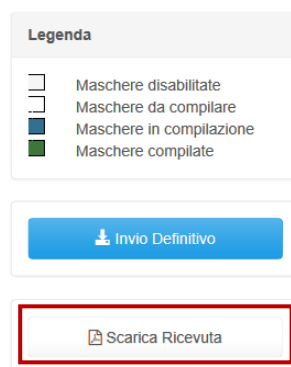 Legenda
Maschere disabilitate
Maschere da compilare
Maschere in compilazione
Maschere compilate
Invio Definitivo
Scarica Ricevuta